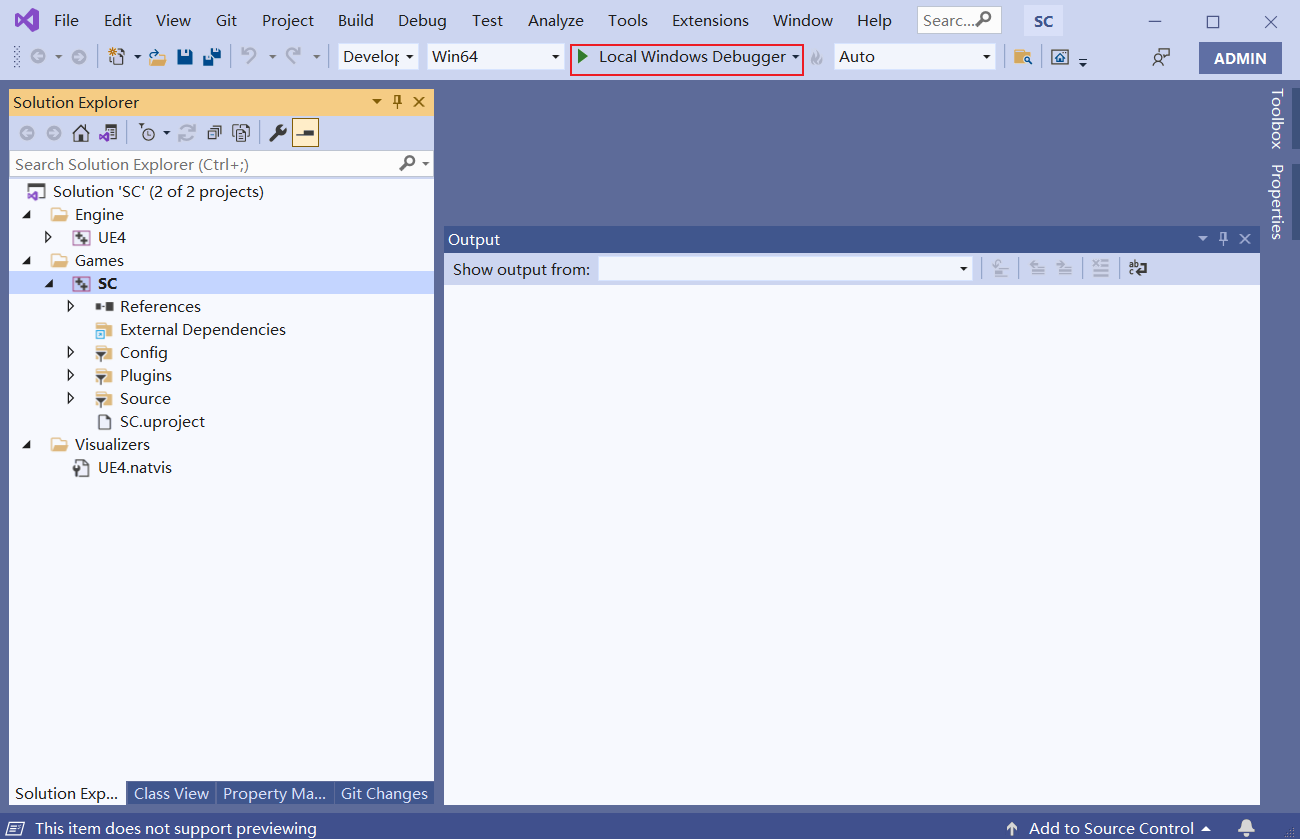 File Edit View Git Project Build Debug Test Analyze Tools Extensions Window Help Searc... SC
Develop Win64 Local Windows Debugger Auto ADMIN
Solution Explorer
Search Solution Explorer (Ctrl+;)
Solution 'SC' (2 of 2 projects)
Engine
UE4
Games
SC
References
External Dependencies
Config
Plugins
Source
SC.uproject
Visualizers
UE4.natvis
Solution Exp... Class View Property Ma... Git Changes
Output
Show output from:
ab
c
Toolbox
Properties
This item does not support previewing
Add to Source Control